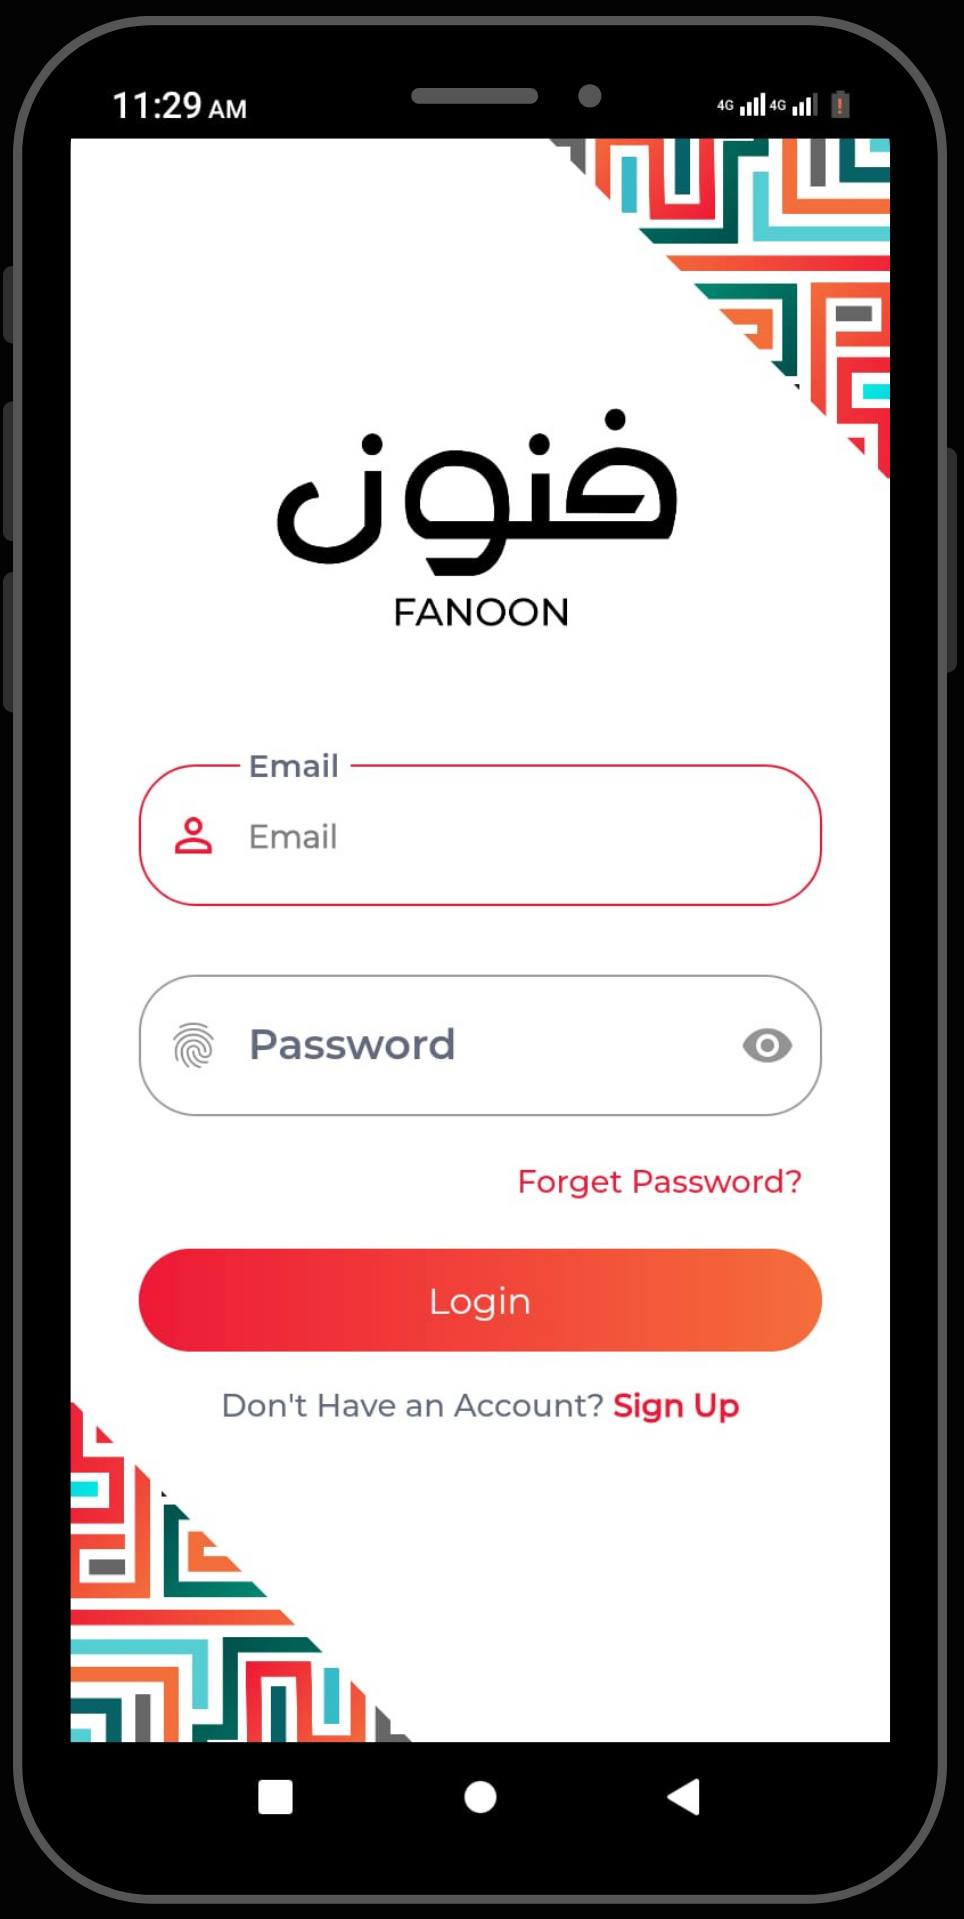 11:29 AM
4G 4G
فنون
FANOON
Email
Email
Password
Forget Password?
Login
Don't Have an Account? Sign Up